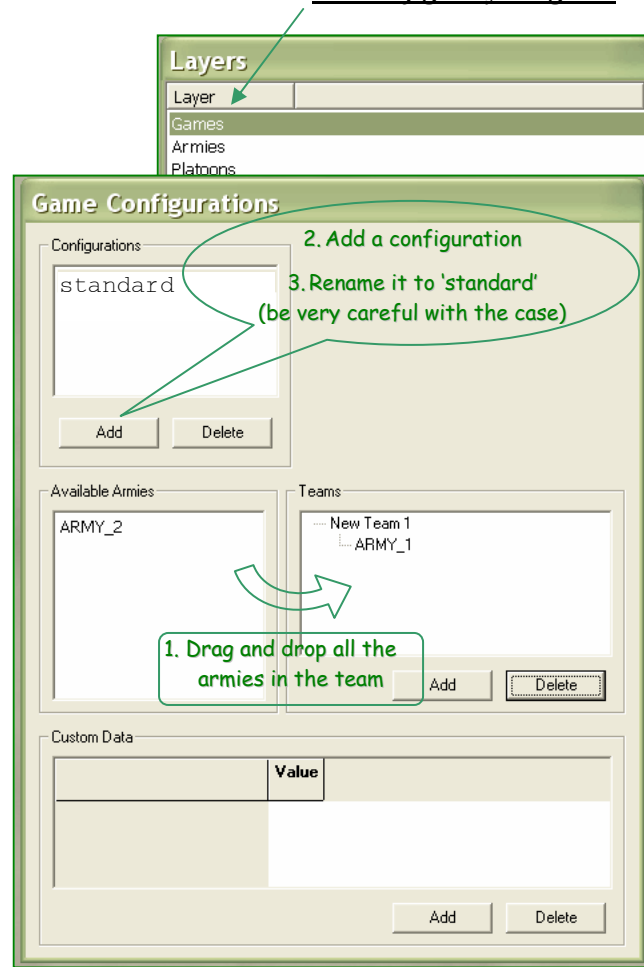 Layers
Layer
Games
Armies
Platoons
Game Configurations
Configurations
standard
2. Add a configuration
3. Rename it to ‘standard’
(be very careful with the case)
Add Delete
Available Armies
ARMY_2
Teams
New Team 1
ARMY_1
1. Drag and drop all the
armies in the team
Add Delete
Custom Data
Value
Add Delete